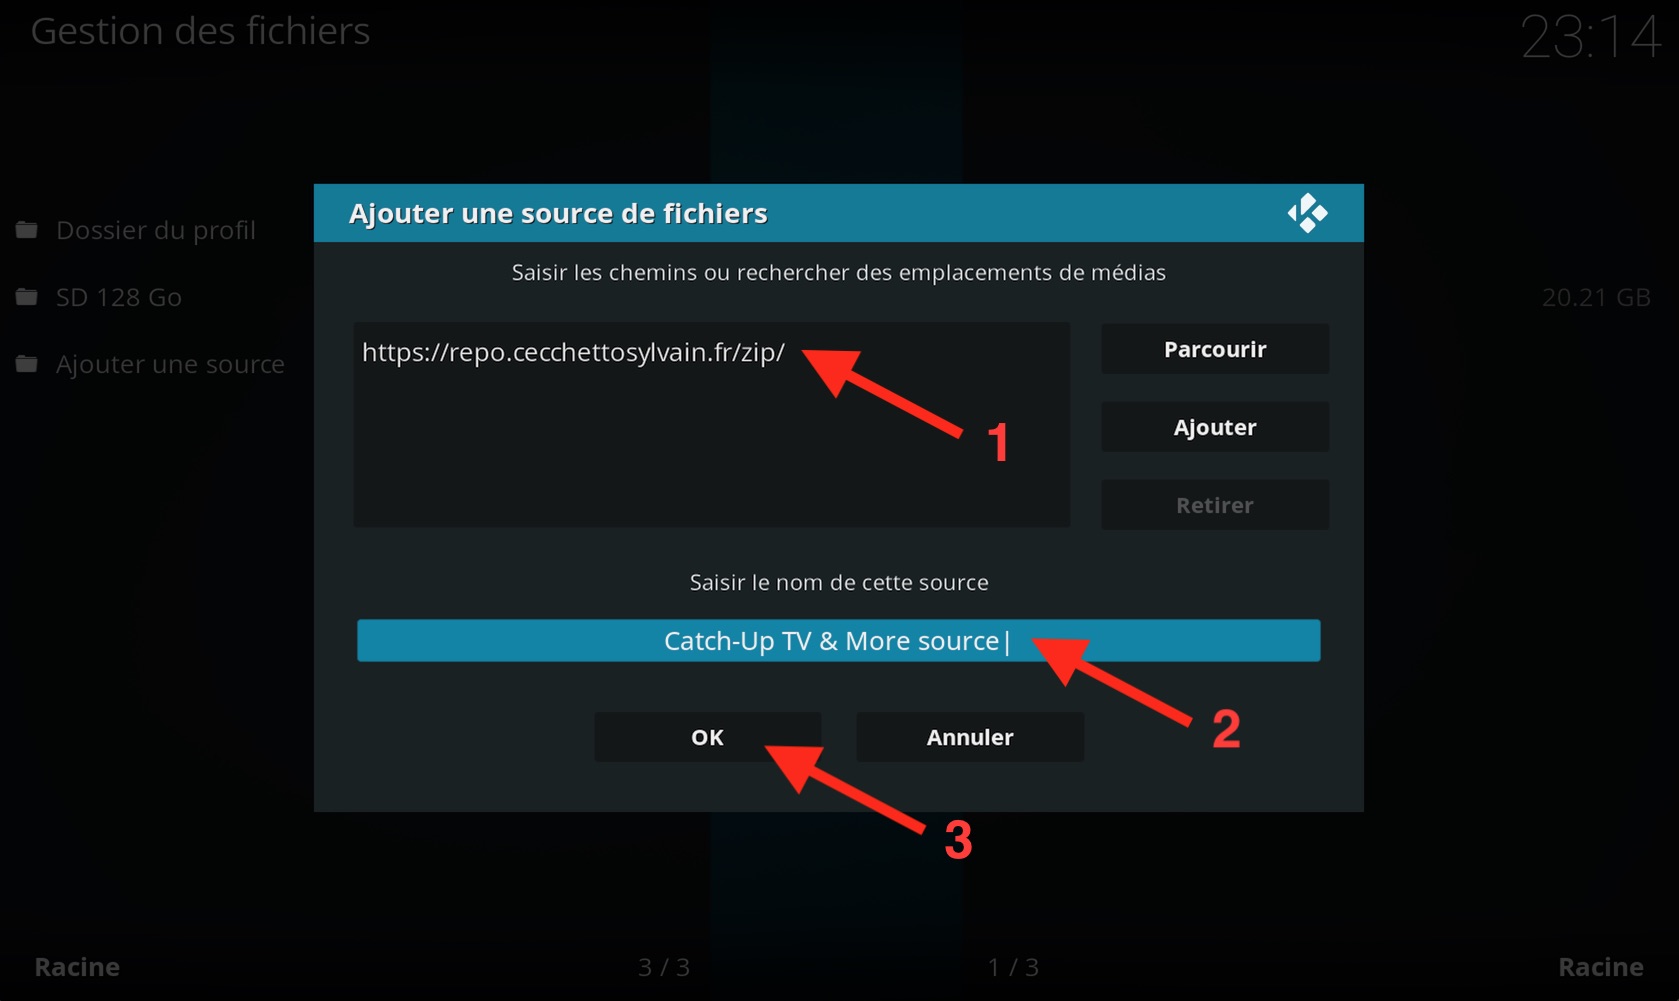 Gestion des fichiers
23:14
Dossier du profil
SD 128 Go
20.21 GB
Ajouter une source
Ajouter une source de fichiers
Saisir les chemins ou rechercher des emplacements de médias
https://repo.cecchettosylvain.fr/zip/
Parcourir
1
Ajouter
Retirer
Saisir le nom de cette source
Catch-Up TV & More source|
2
OK
Annuler
3
Racine
3 / 3
1 / 3
Racine